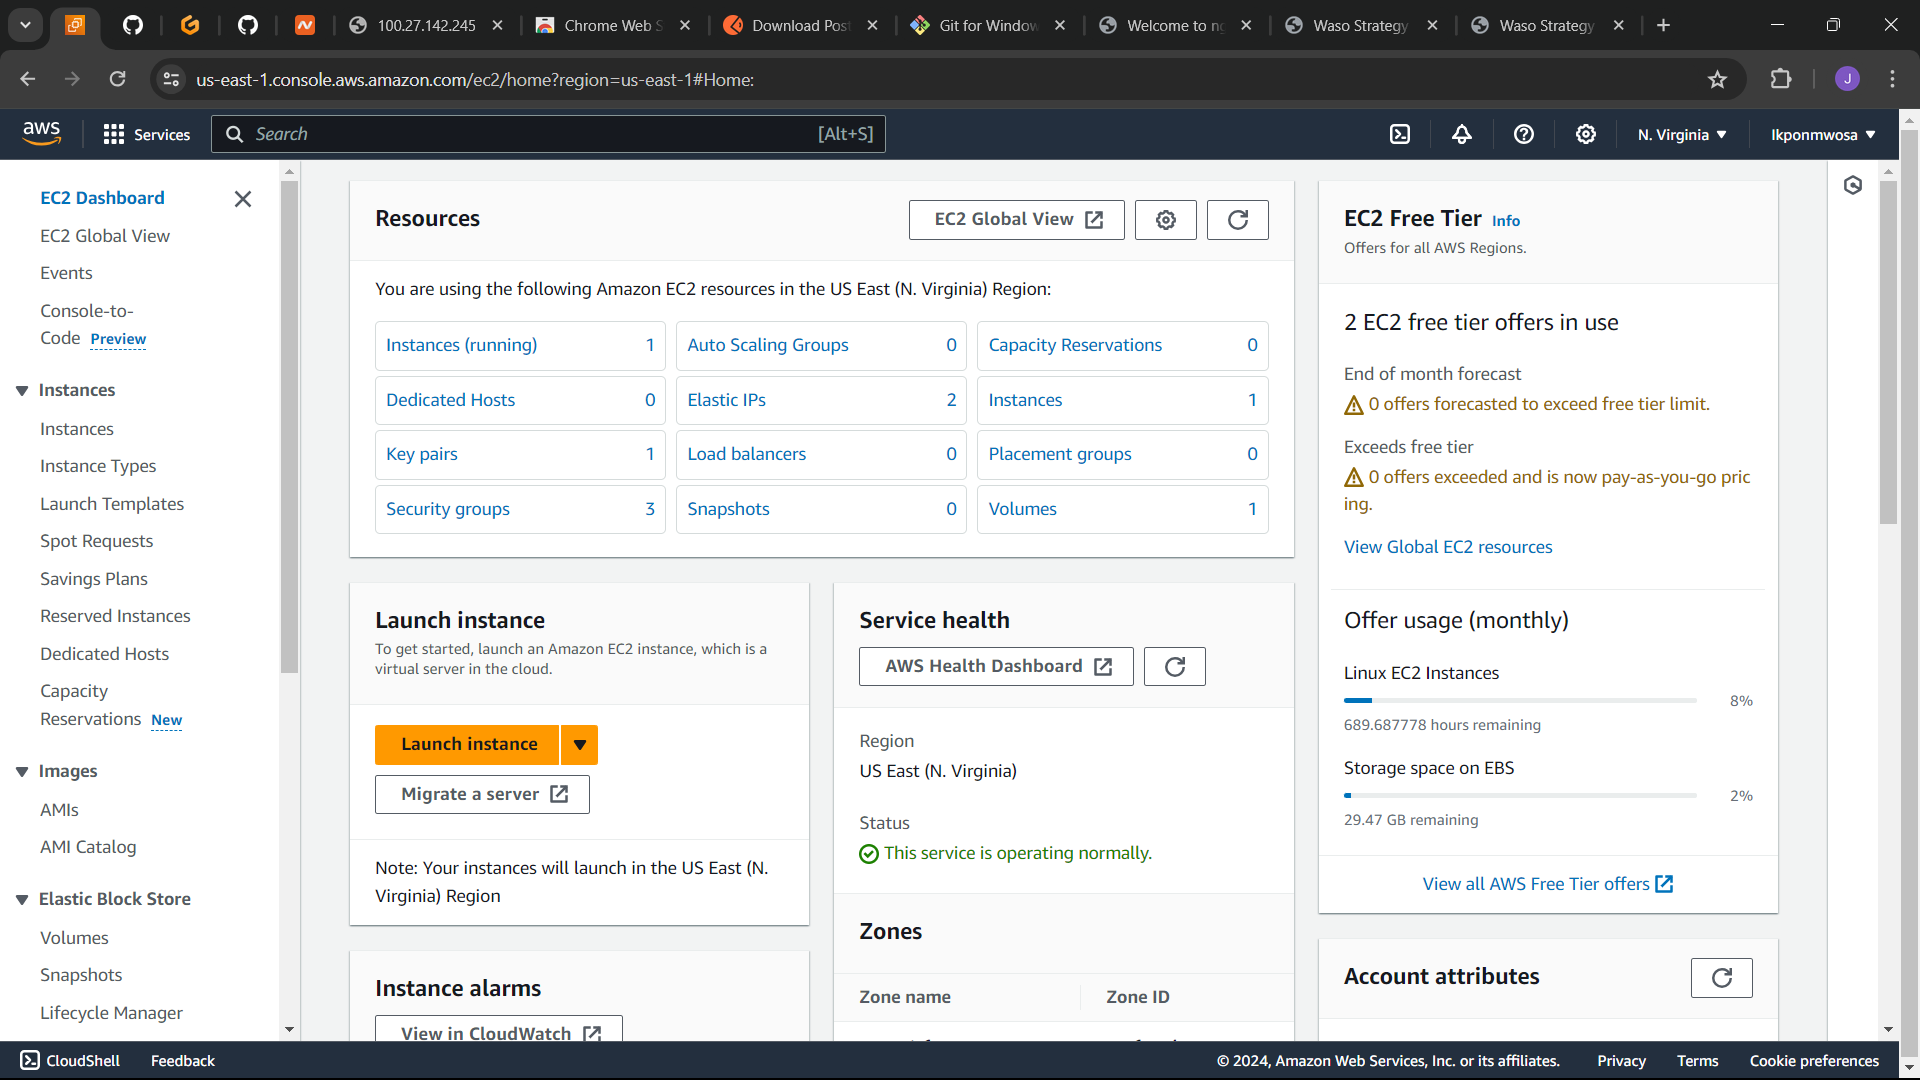 100.27.142.245
Chrome Web S
Download Post
Git for Window
Welcome to ng
Waso Strategy
Waso Strategy
us-east-1.console.aws.amazon.com/ec2/home?region=us-east-1#Home:
J
aws
Services
Search
[Alt+S]
N. Virginia
Ikponmwosa
EC2 Dashboard
EC2 Global View
Events
Console-to-
Code Preview
Instances
Instances
Instance Types
Launch Templates
Spot Requests
Savings Plans
Reserved Instances
Dedicated Hosts
Capacity
Reservations New
Images
AMIs
AMI Catalog
Elastic Block Store
Volumes
Snapshots
Lifecycle Manager
Resources
EC2 Global View
You are using the following Amazon EC2 resources in the US East (N. Virginia) Region:
Instances (running) 1
Auto Scaling Groups 0
Capacity Reservations 0
Dedicated Hosts 0
Elastic IPs 2
Instances 1
Key pairs 1
Load balancers 0
Placement groups 0
Security groups 3
Snapshots 0
Volumes 1
Launch instance
To get started, launch an Amazon EC2 instance, which is a
virtual server in the cloud.
Launch instance
Migrate a server
Note: Your instances will launch in the US East (N.
Virginia) Region
Instance alarms
View in CloudWatch
Service health
AWS Health Dashboard
Region
US East (N. Virginia)
Status
This service is operating normally.
Zones
Zone name
Zone ID
EC2 Free Tier Info
Offers for all AWS Regions.
2 EC2 free tier offers in use
End of month forecast
0 offers forecasted to exceed free tier limit.
Exceeds free tier
0 offers exceeded and is now pay-as-you-go pric
ing.
View Global EC2 resources
Offer usage (monthly)
Linux EC2 Instances
8%
689.687778 hours remaining
Storage space on EBS
2%
29.47 GB remaining
View all AWS Free Tier offers
Account attributes
CloudShell
Feedback
© 2024, Amazon Web Services, Inc. or its affiliates.
Privacy
Terms
Cookie preferences